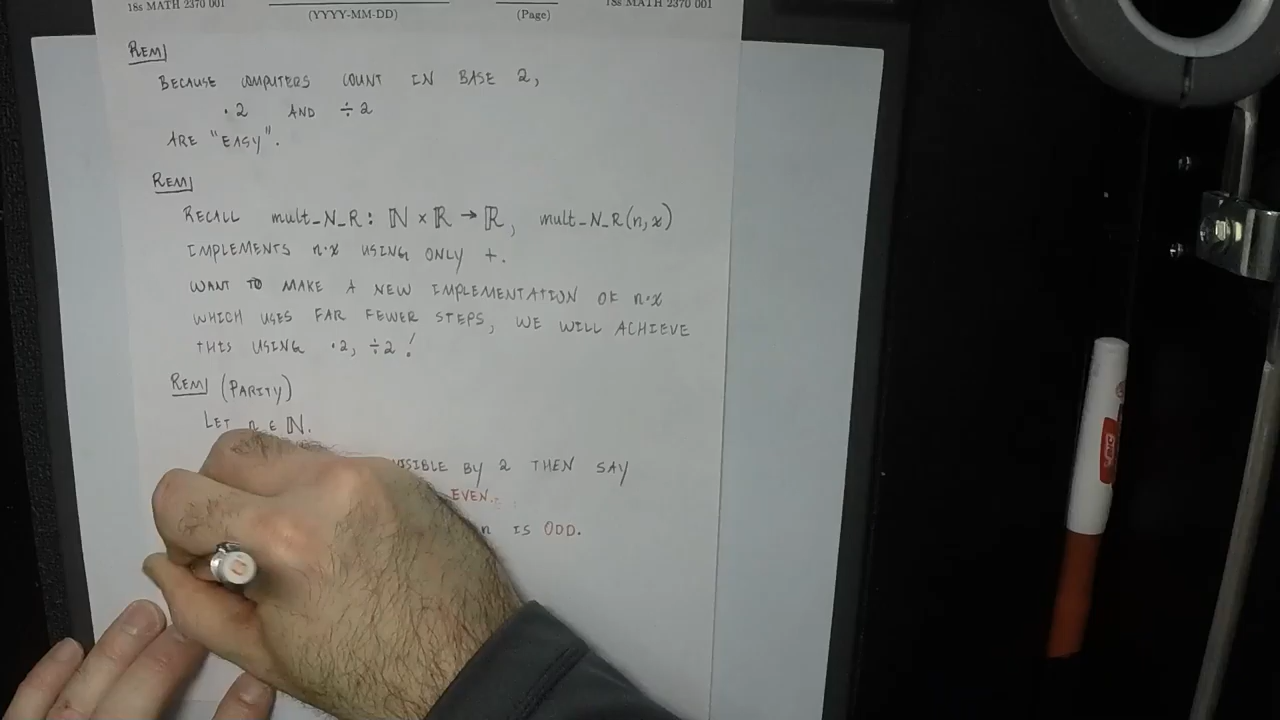 18s MATH 2370 001
(YYYY-MM-DD)
(Page)
18s MATH 2370 001
REM
BECAUSE COMPUTERS COUNT IN BASE 2,
·2 AND ÷2
ARE "EASY".
REM
RECALL mult_N_R: ℕ × ℝ → ℝ, mult_N_R(n,x)
IMPLEMENTS n·x USING ONLY +.
WANT TO MAKE A NEW IMPLEMENTATION OF n·x
WHICH USES FAR FEWER STEPS, WE WILL ACHIEVE
THIS USING ·2, ÷2!
REM (PARITY)
LET n ∈ ℕ.
BY 2 THEN SAY
EVEN.
n IS ODD.